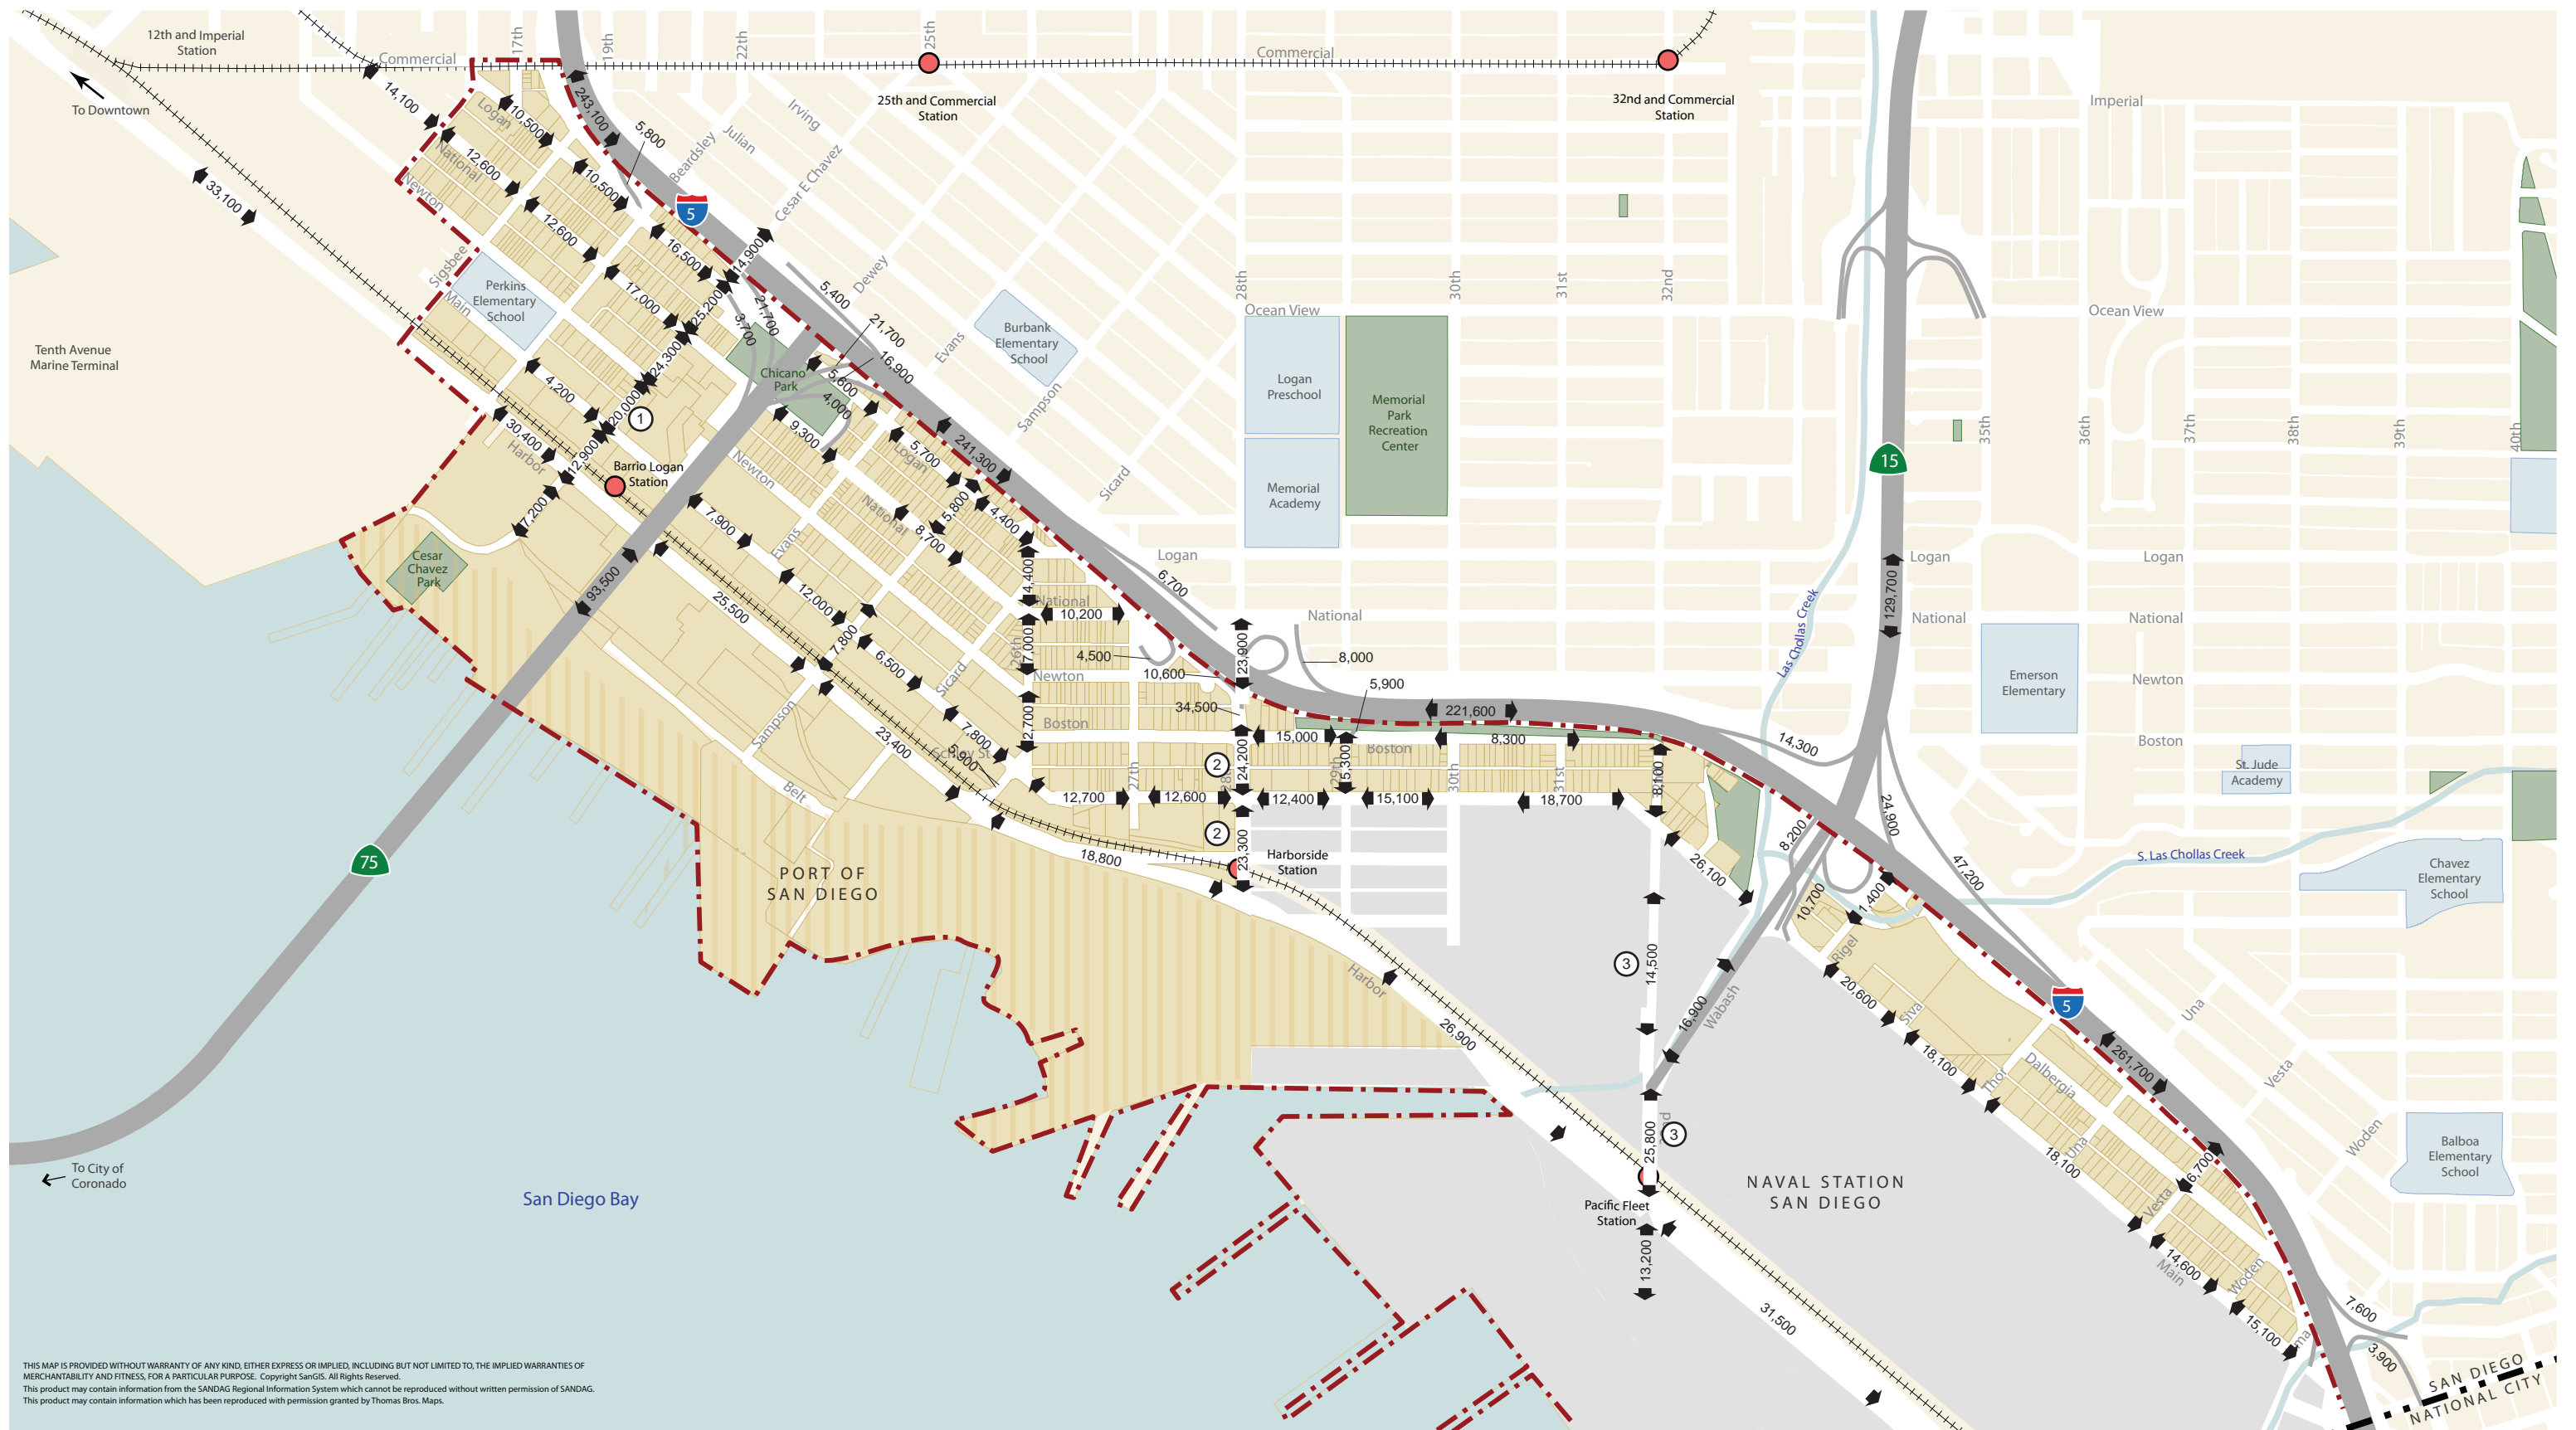 12th and Imperial
Station
Commercial
17th
19th
22th
25th
Commercial
To Downtown
14,100
Logan
10,500
243,100
5,800
Beardsley
Julian
Irving
25th and Commercial
Station
32nd and Commercial
Station
Imperial
33,100
12,600
National
Newton
10,500
5
Cesar E Chavez
12,600
16,500
14,900
Sigsbee
Main
Perkins
Elementary
School
17,000
25,200
3,700
21,700
5,400
Dewey
21,700
16,900
Evans
Burbank
Elementary
School
28th
30th
31st
32nd
Ocean View
Ocean View
Tenth Avenue
Marine Terminal
4,200
24,300
20,000
1
Chicano
Park
5,600
4,000
9,300
Logan
5,700
241,300
Sampson
Logan
Preschool
Memorial
Park
Recreation
Center
Memorial
Academy
35th
36th
37th
38th
39th
40th
15
30,400
Harbor
12,900
Barrio Logan
Station
7,200
Newton
7,900
National
8,700
5,800
4,400
Sicard
Evans
Cesar
Chavez
Park
93,500
25,500
12,000
7,800
6,500
4,400
National
10,200
26th
7,000
Newton
Logan
6,700
National
23,900
4,500
10,600
8,000
5,900
34,500
Las Chollas Creek
129,700
Logan
Logan
National
National
Emerson
Elementary
Newton
Boston
St. Jude
Academy
Sampson
23,400
Sicard
7,800
5,900
2,700
Boston
27th
15,000
29th
5,300
Boston
221,600
8,300
30th
31st
8,100
14,300
2
24,200
12,700
12,600
12,400
15,100
18,700
Belt
2
23,300
18,800
Harborside
Station
75
PORT OF
SAN DIEGO
26,100
8,200
24,900
47,200
10,700
1,400
S. Las Chollas Creek
Chavez
Elementary
School
Rigel
3
14,500
Harbor
26,900
16,900
Wabash
20,600
Siva
18,100
Thor
Dalbergia
5
Una
Vesta
261,700
Woden
Balboa
Elementary
School
25,800
3
NAVAL STATION
SAN DIEGO
Pacific Fleet
Station
13,200
31,500
18,100
Una
6,700
Vesta
14,600
Main
Woden
15,100
7,600
3,900
SAN DIEGO
NATIONAL CITY
To City of
Coronado
San Diego Bay
THIS MAP IS PROVIDED WITHOUT WARRANTY OF ANY KIND, EITHER EXPRESS OR IMPLIED, INCLUDING BUT NOT LIMITED TO, THE IMPLIED WARRANTIES OF
MERCHANTABILITY AND FITNESS, FOR A PARTICULAR PURPOSE. Copyright SanGIS. All Rights Reserved.
This product may contain information from the SANDAG Regional Information System which cannot be reproduced without written permission of SANDAG.
This product may contain information which has been reproduced with permission granted by Thomas Bros. Maps.